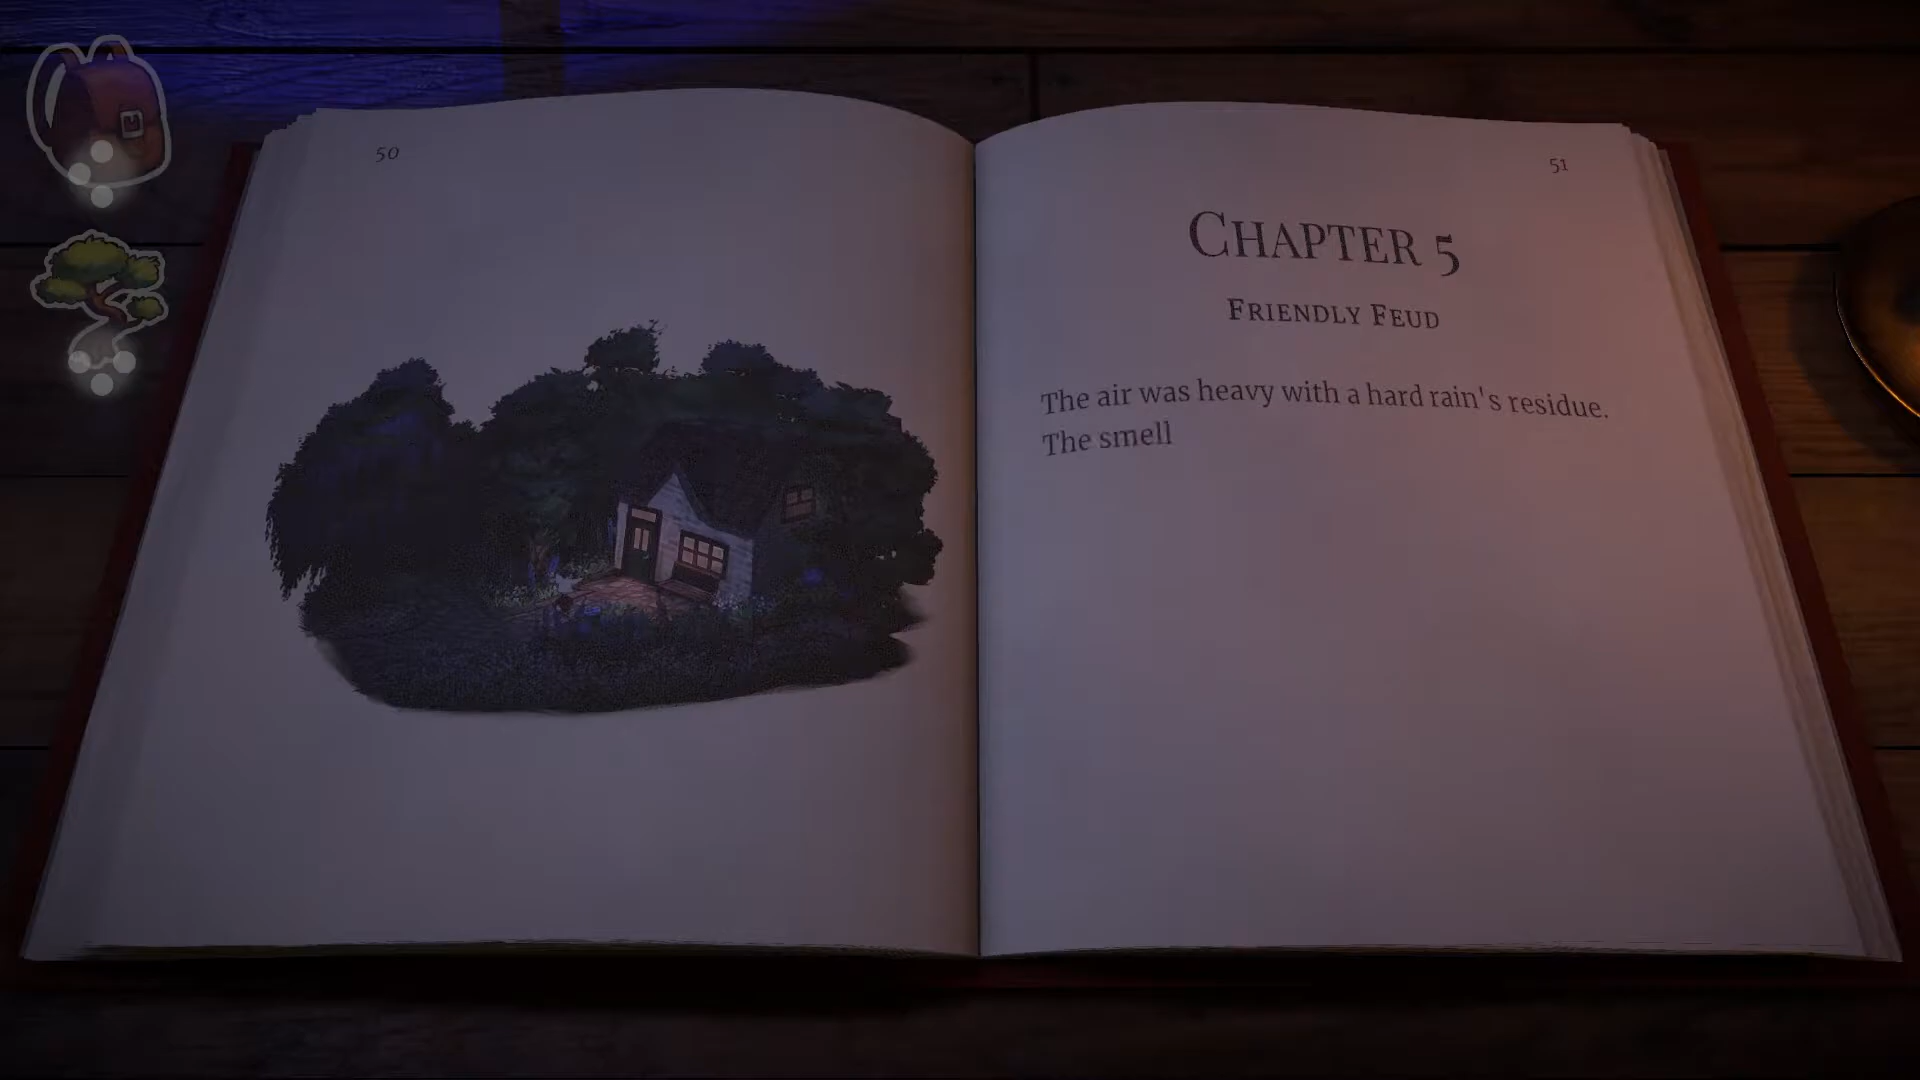 50
51
CHAPTER 5
FRIENDLY FEUD
The air was heavy with a hard rain's residue.
The smell